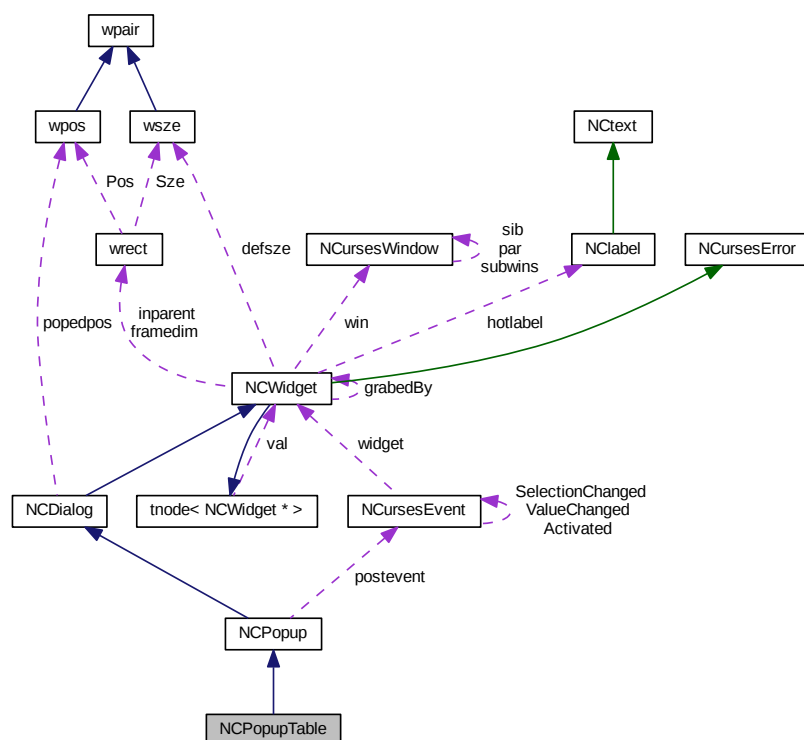 wpair
wpos
wsze
NCtext
Pos
Sze
wrect
defsze
NCursesWindow
sib
par
subwins
NClabel
NCursesError
popedpos
inparent
framedim
win
hotlabel
NCWidget
grabedBy
val
widget
NCDialog
tnode< NCWidget * >
NCursesEvent
SelectionChanged
ValueChanged
Activated
postevent
NCPopup
NCPopupTable